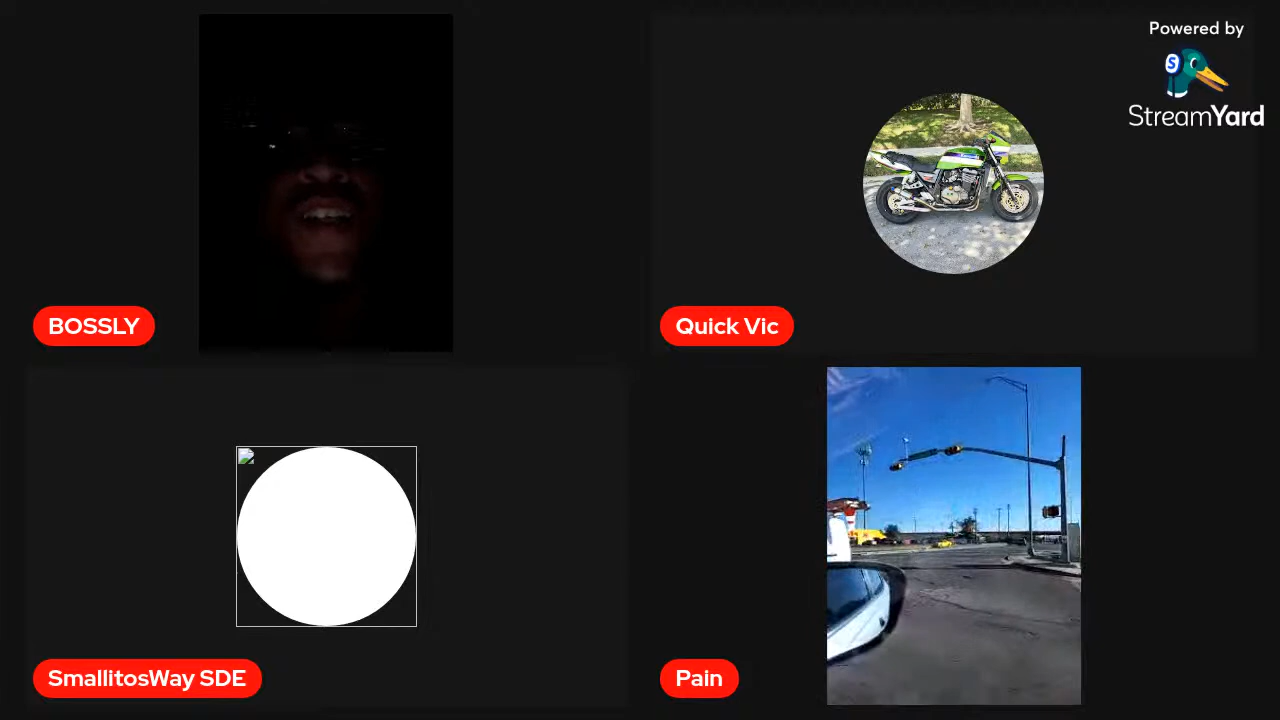 Powered by
StreamYard
BOSSLY
Quick Vic
SmallitosWay SDE
Pain